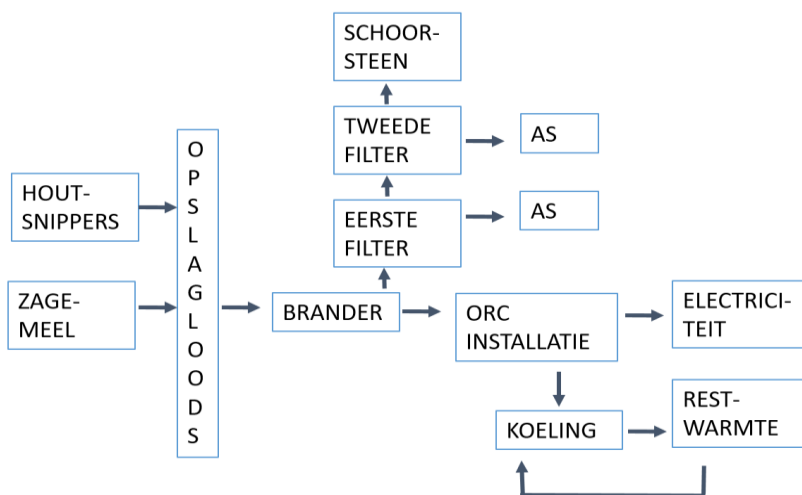 SCHOOR-
STEEN
TWEEDE
FILTER
AS
EERSTE
FILTER
AS
HOUT-
SNIPPERS
ZAGE-
MEEL
O
P
S
L
A
G
L
O
O
D
S
BRANDER
ORC
INSTALLATIE
ELECTRICI-
TEIT
KOELING
REST-
WARMTE